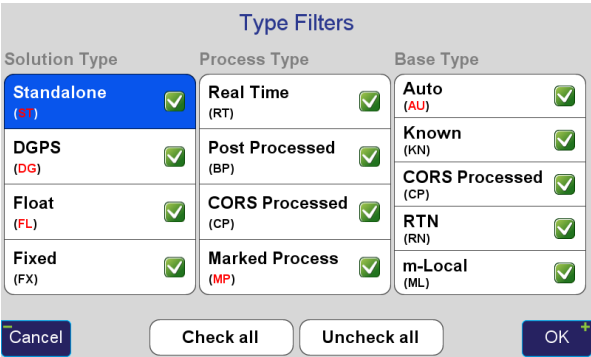 Type Filters
Solution Type
Standalone
(ST)
DGPS
(DG)
Float
(FL)
Fixed
(FX)
Process Type
Real Time
(RT)
Post Processed
(BP)
CORS Processed
(CP)
Marked Process
(MP)
Base Type
Auto
(AU)
Known
(KN)
CORS Processed
(CP)
RTN
(RN)
m-Local
(ML)
Cancel
Check all
Uncheck all
OK